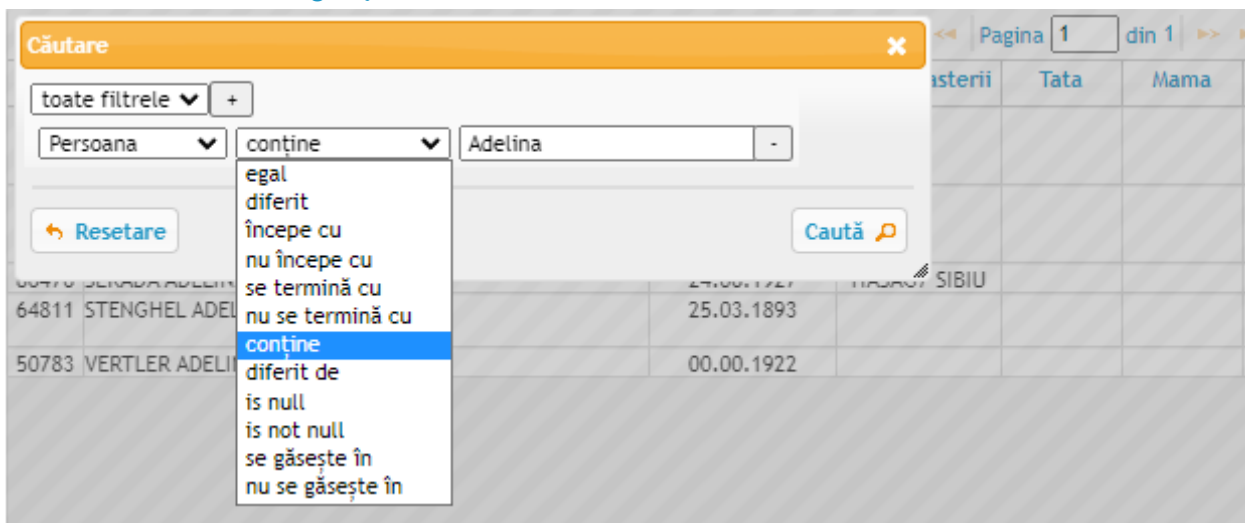 Căutare
Pagina 1 din 1
asterii Tata Mama
toate filtrele +
Persoana conține Adelina -
egal
diferit
începe cu
nu începe cu
se termină cu
nu se termină cu
conține
diferit de
is null
is not null
se găsește în
nu se găsește în
Resetare Caută
SIBIU
64811 STENGHEL ADEL 25.03.1893
50783 VERTLER ADELI 00.00.1922